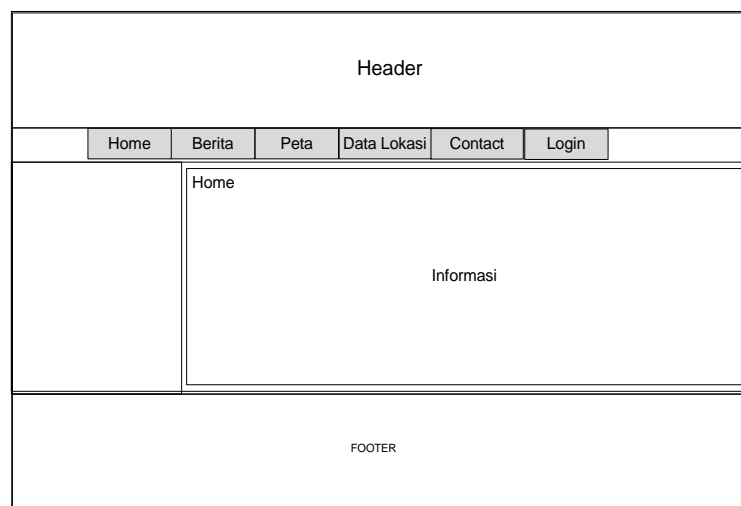 Header
Home Berita Peta Data Lokasi Contact Login
Home
Informasi
FOOTER